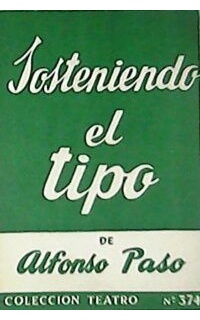 Sosteniendo
el
tipo
DE
Alfonso Paso
COLECCION TEATRO Nº 374